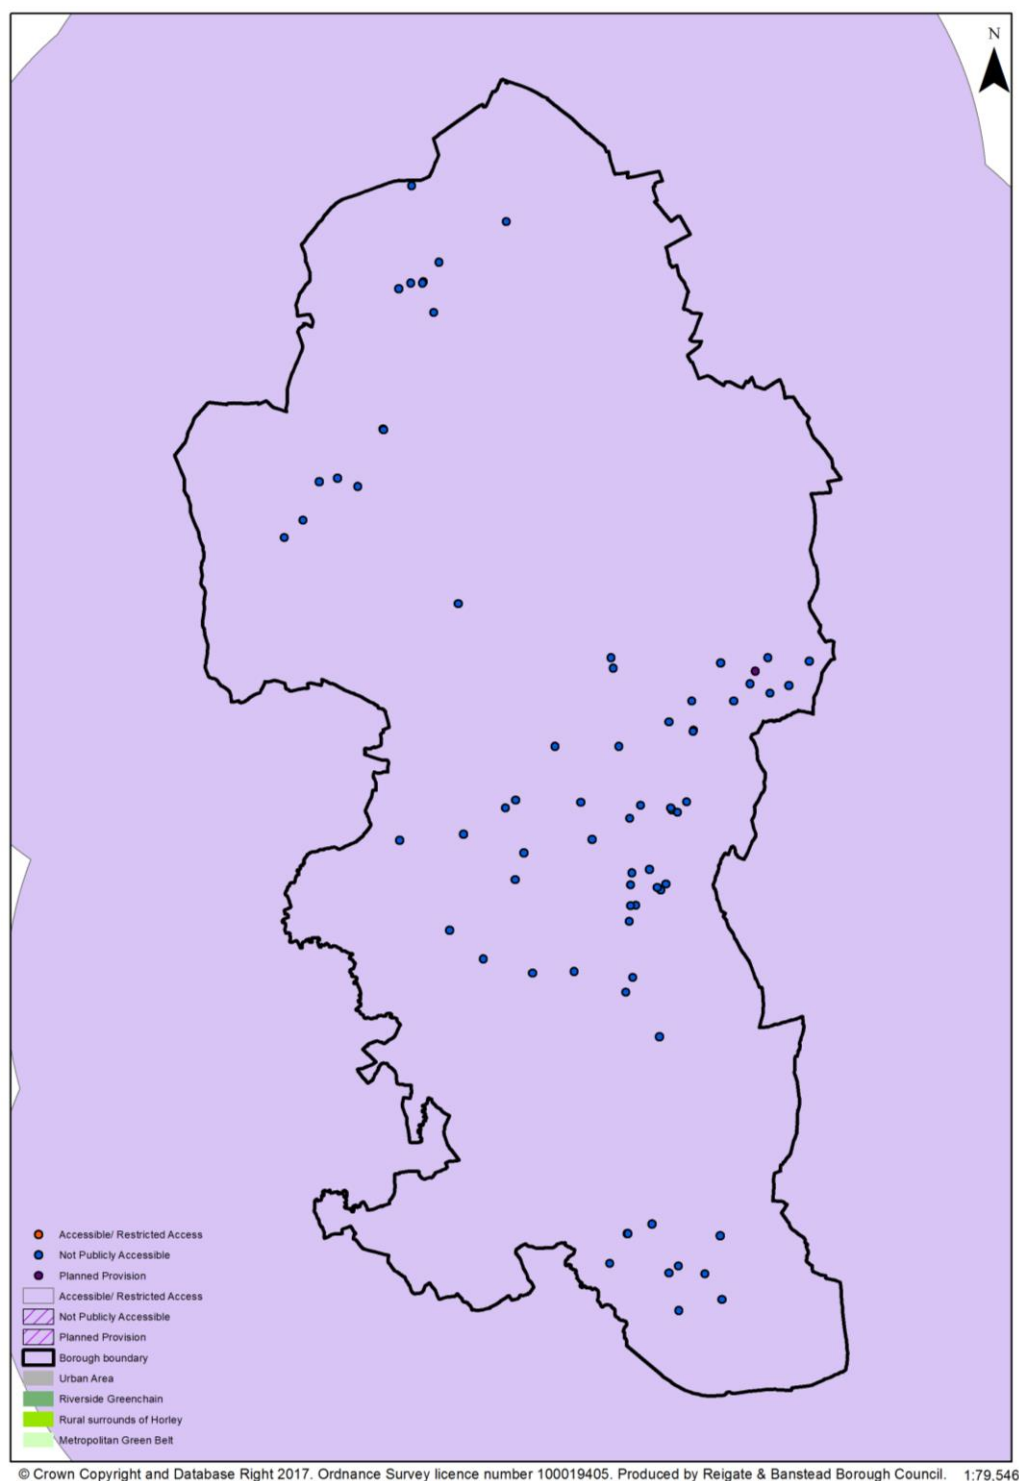 N
Accessible/ Restricted Access
Not Publicly Accessible
Planned Provision
Accessible/ Restricted Access
Not Publicly Accessible
Planned Provision
Borough boundary
Urban Area
Riverside Greenchain
Rural surrounds of Horley
Metropolitan Green Belt
© Crown Copyright and Database Right 2017. Ordnance Survey licence number 100019405. Produced by Reigate & Banstead Borough Council. 1:79,546